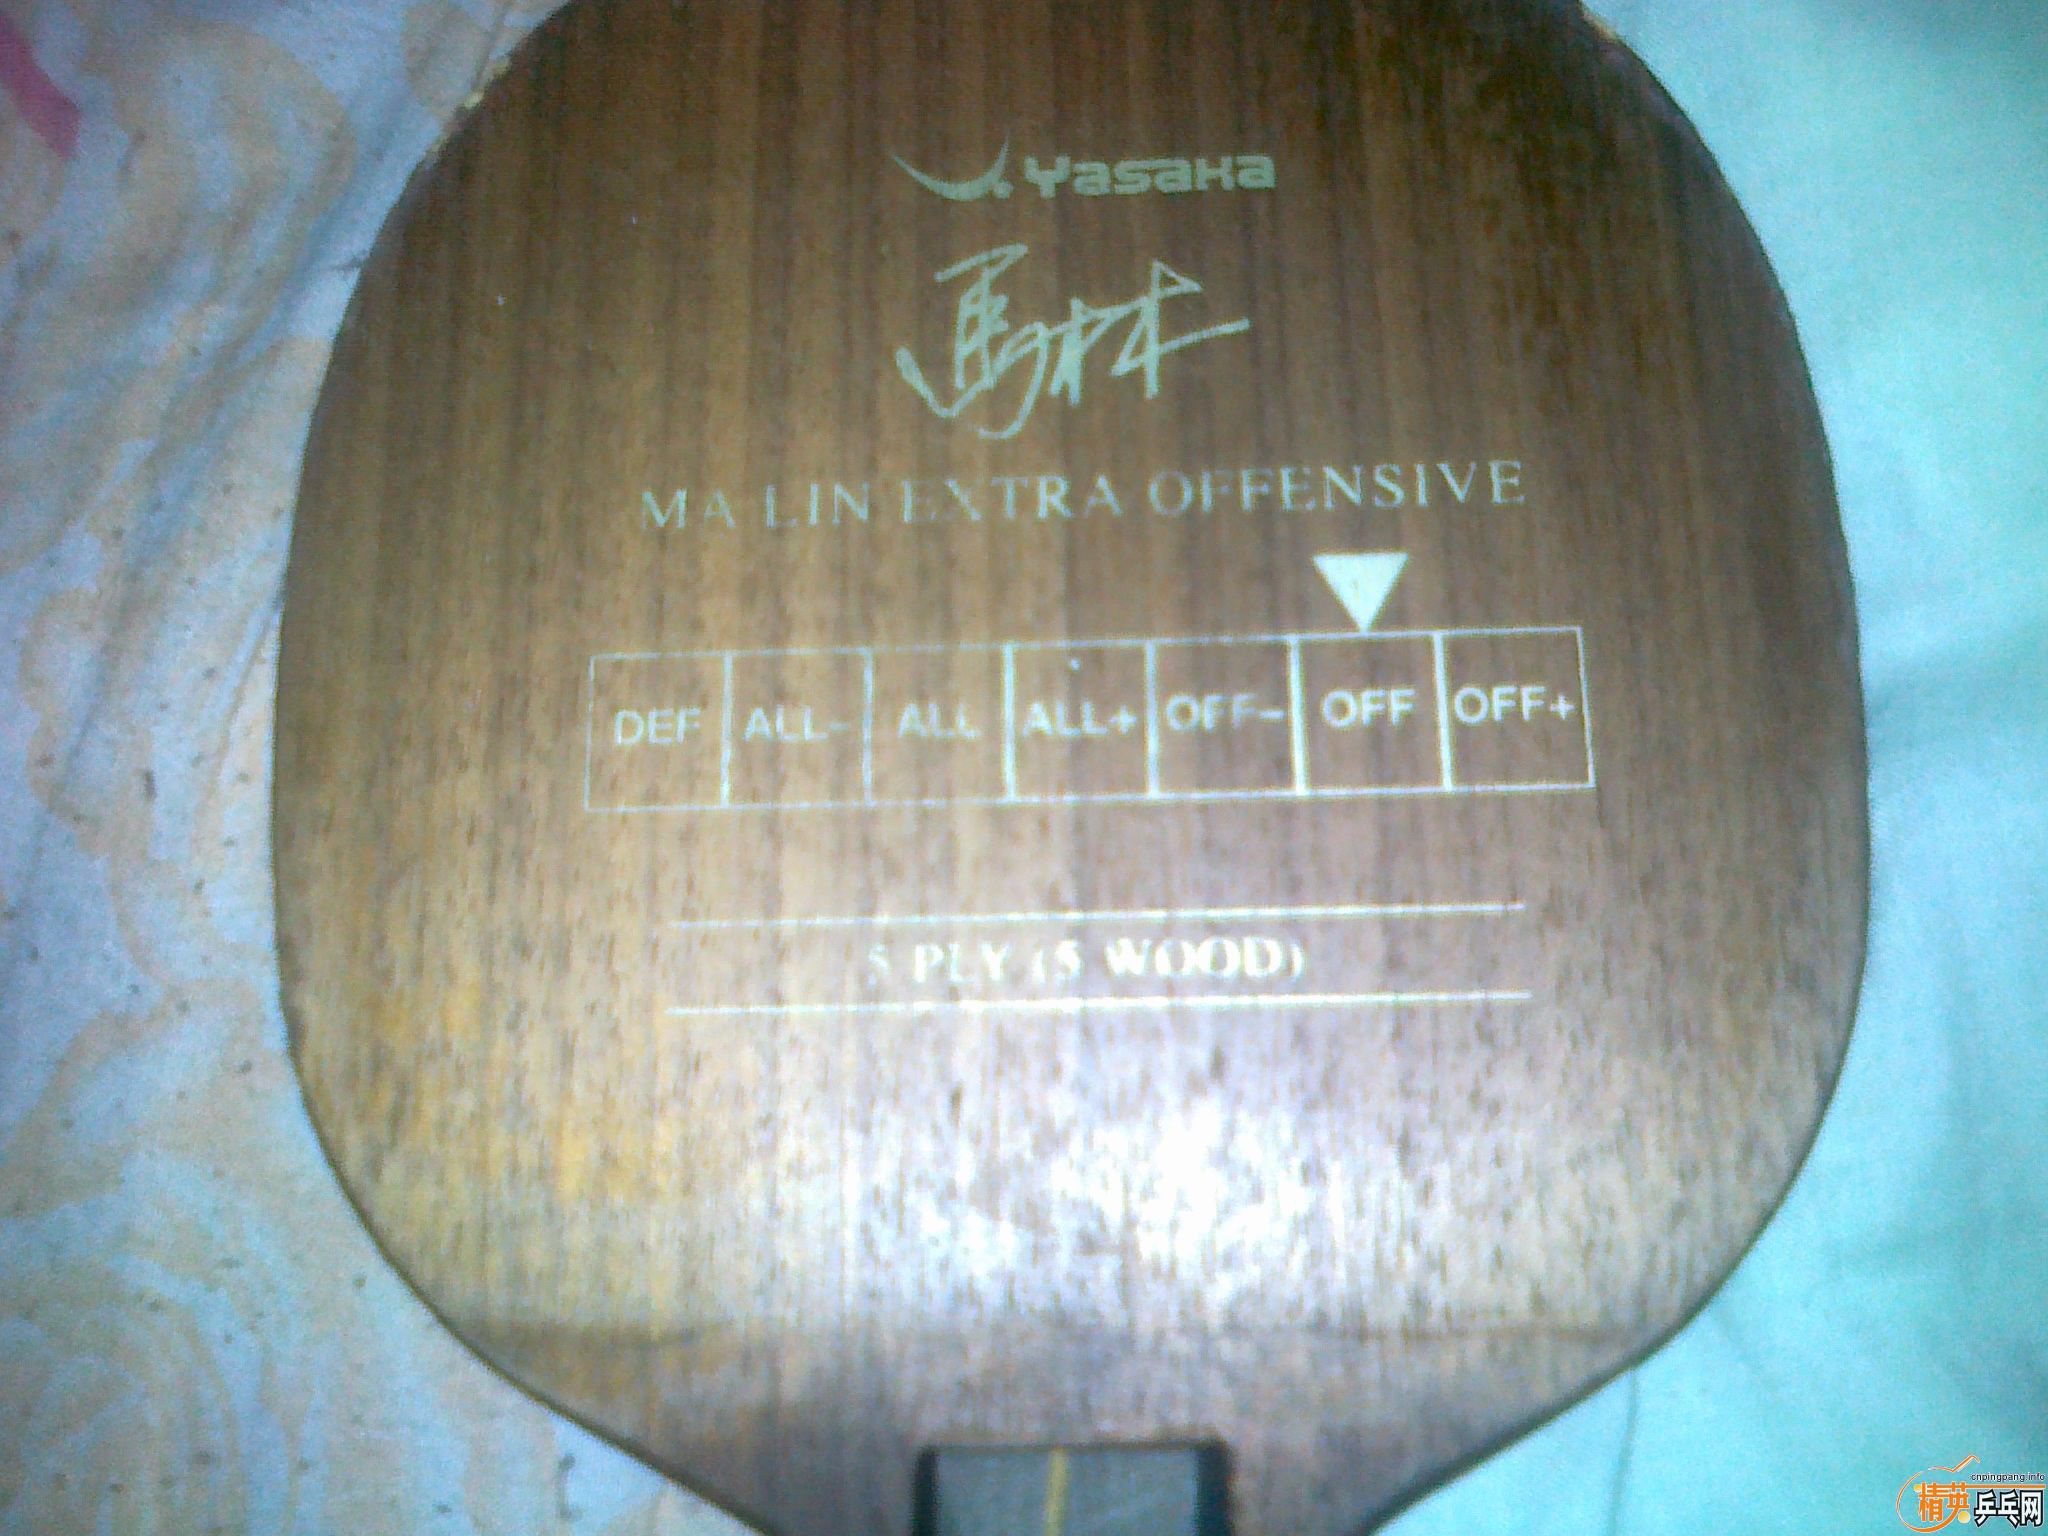 Yasaka
馬林
MA LIN EXTRA OFFENSIVE
DEF ALL- ALL ALL+ OFF- OFF OFF+
5 PLY (5 WOOD)
cnpingpang.info
精英乒乓网